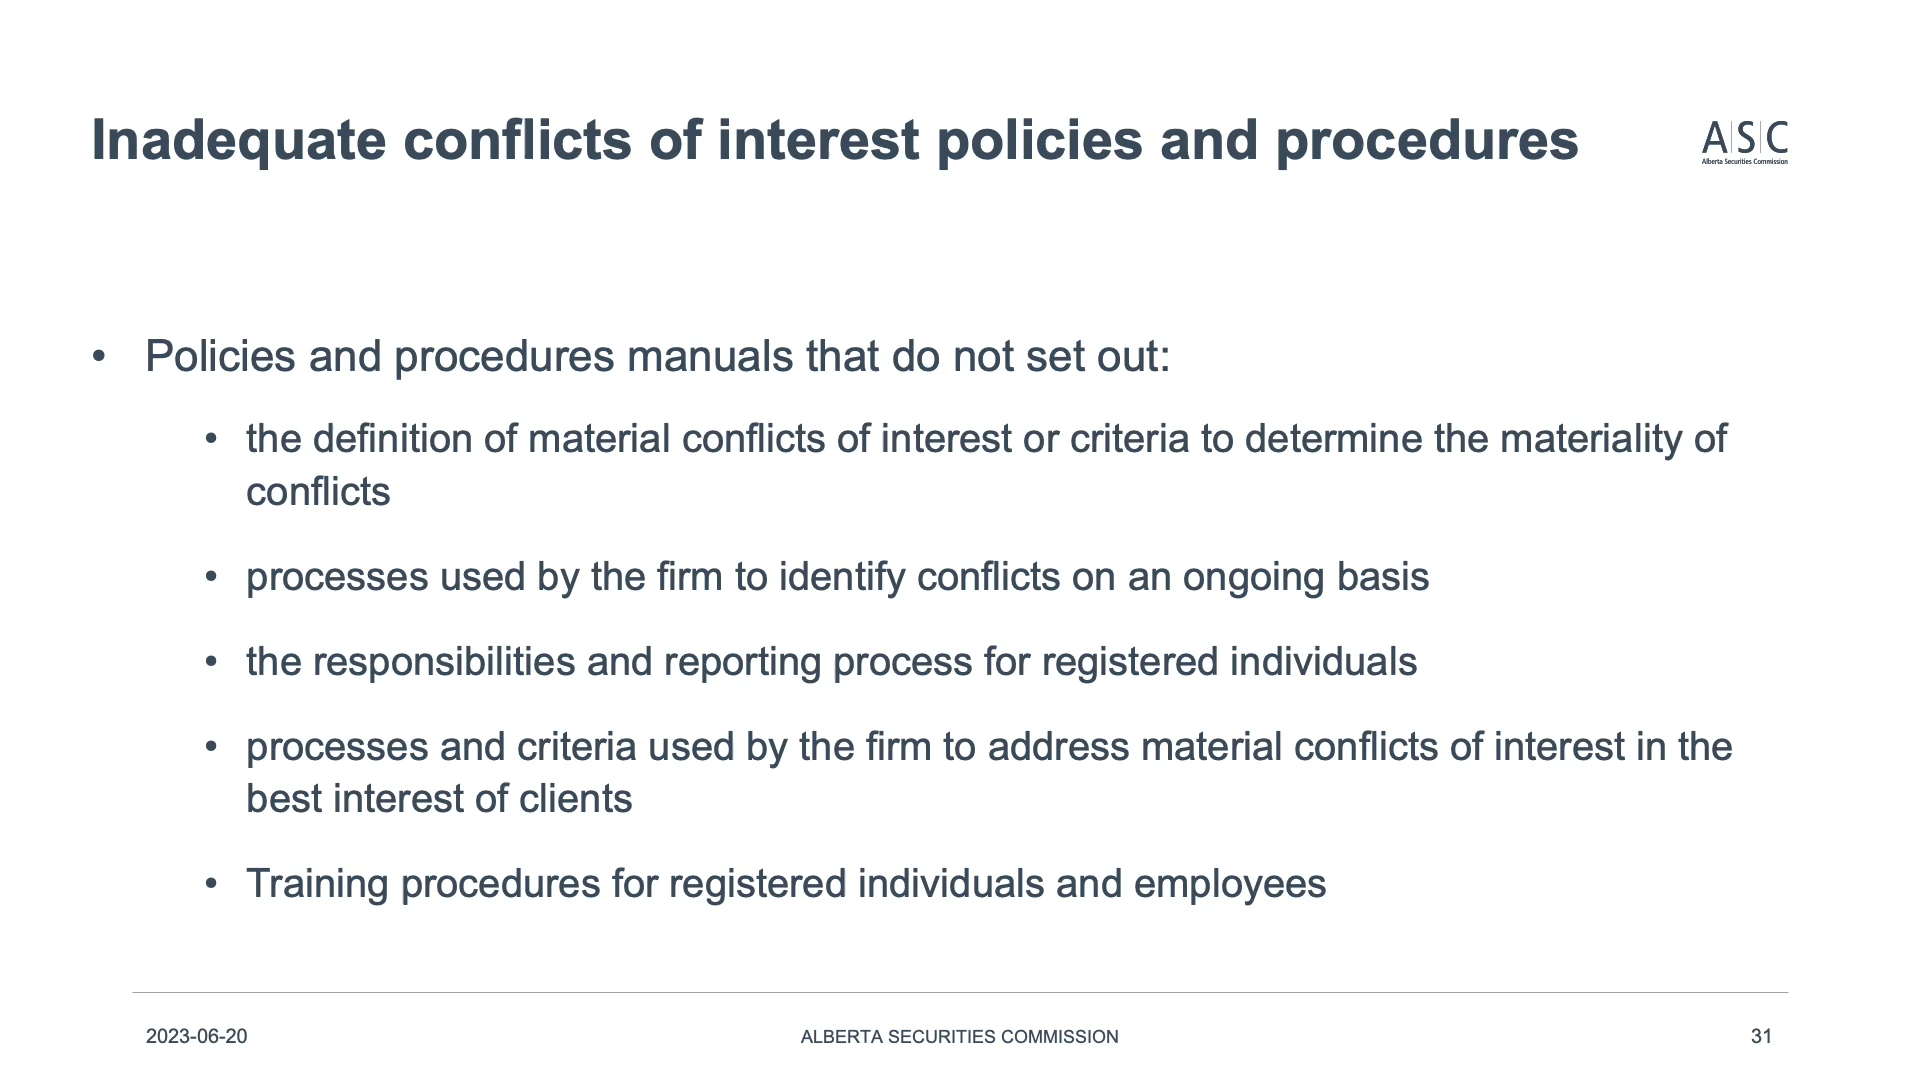 Inadequate conflicts of interest policies and procedures
A|S|C
Alberta Securities Commission
• Policies and procedures manuals that do not set out:
• the definition of material conflicts of interest or criteria to determine the materiality of
conflicts
• processes used by the firm to identify conflicts on an ongoing basis
• the responsibilities and reporting process for registered individuals
• processes and criteria used by the firm to address material conflicts of interest in the
best interest of clients
• Training procedures for registered individuals and employees
2023-06-20
ALBERTA SECURITIES COMMISSION
31